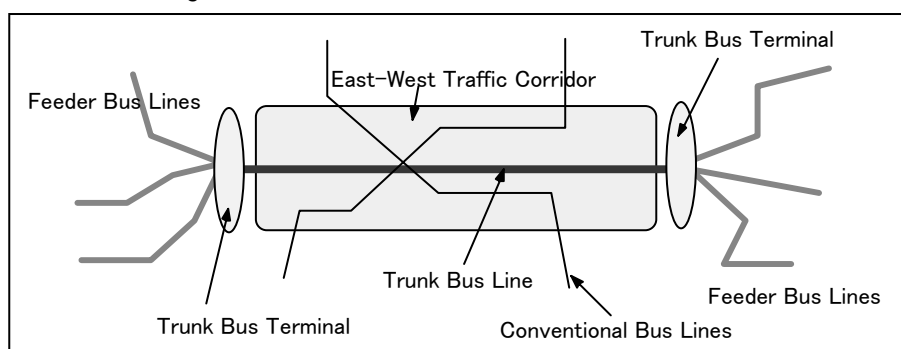 Trunk Bus Terminal
East-West Traffic Corridor
Feeder Bus Lines
Trunk Bus Line
Feeder Bus Lines
Trunk Bus Terminal
Conventional Bus Lines